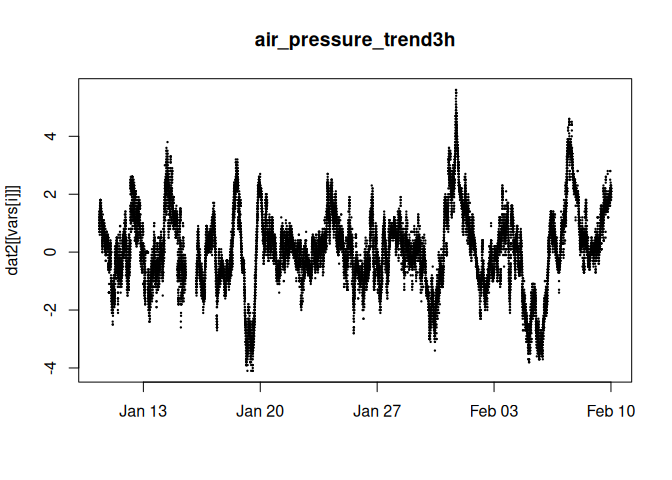 air_pressure_trend3h
dat2[[vars[i]]]
4
2
0
-2
-4
Jan 13
Jan 20
Jan 27
Feb 03
Feb 10